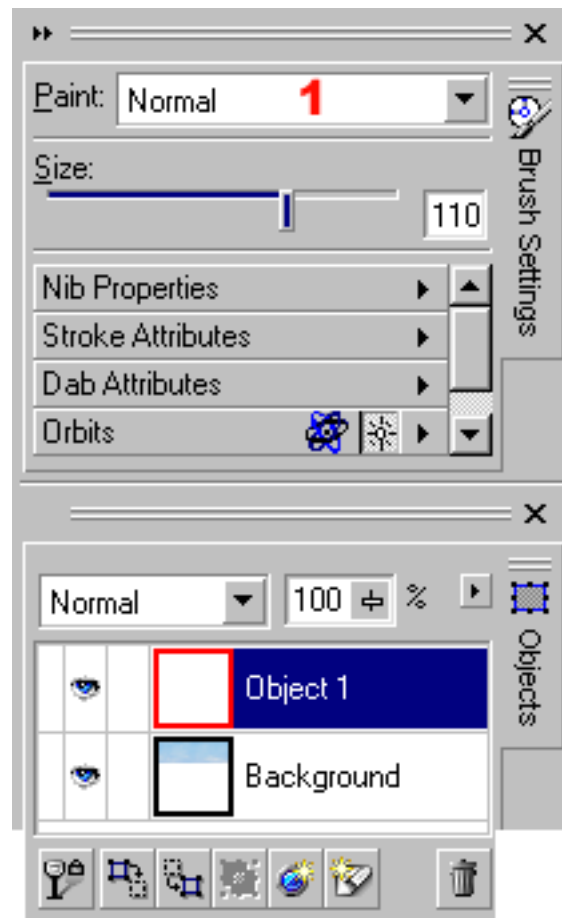 Paint: Normal 1
Size:
110
Brush Settings
Nib Properties
Stroke Attributes
Dab Attributes
Orbits
Normal 100 %
Objects
Object 1
Background